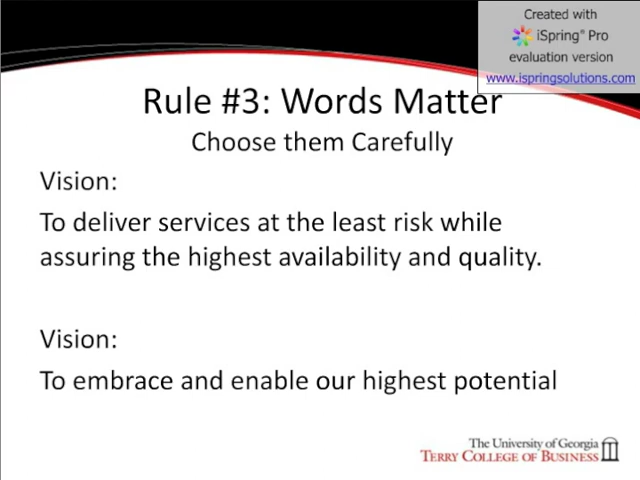 Created with
iSpring® Pro
evaluation version
www.ispringsolutions.com
Rule #3: Words Matter
Choose them Carefully
Vision:
To deliver services at the least risk while
assuring the highest availability and quality.
Vision:
To embrace and enable our highest potential
The University of Georgia
TERRY COLLEGE OF BUSINESS